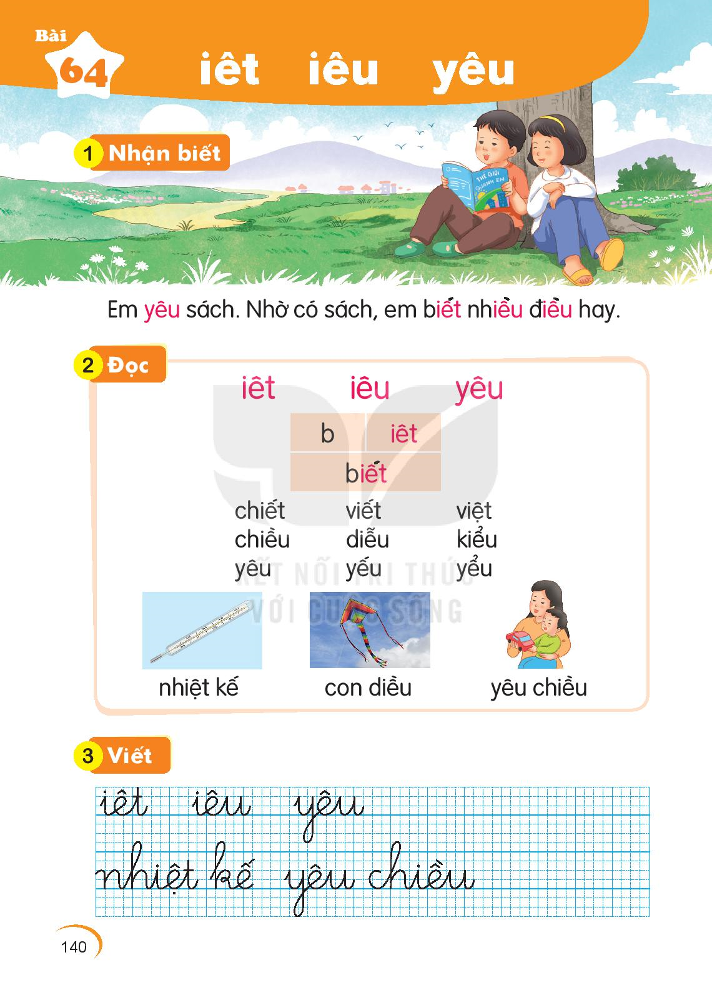 Bài
64
iêt iêu yêu
1 Nhận biết
THẾ GIỚI
QUANH EM
Em yêu sách. Nhờ có sách, em biết nhiều điều hay.
2 Đọc
iêt iêu yêu
b iêt
biết
chiết viết việt
chiều diễu kiểu
yêu yếu yểu
KẾT NỐI TRI THỨC
VỚI CUỘC SỐNG
nhiệt kế con diều yêu chiều
3 Viết
iêt iêu yêu
nhiệt kế yêu chiều
140